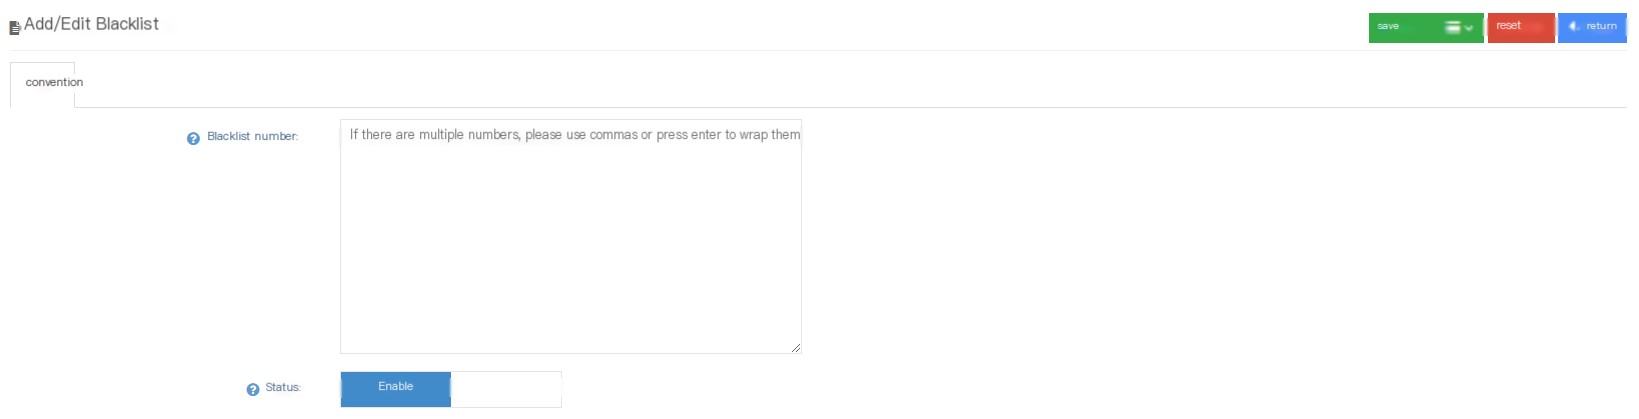 Add/Edit Blacklist
save
reset
return
convention
Blacklist number:
If there are multiple numbers, please use commas or press enter to wrap them
Status:
Enable